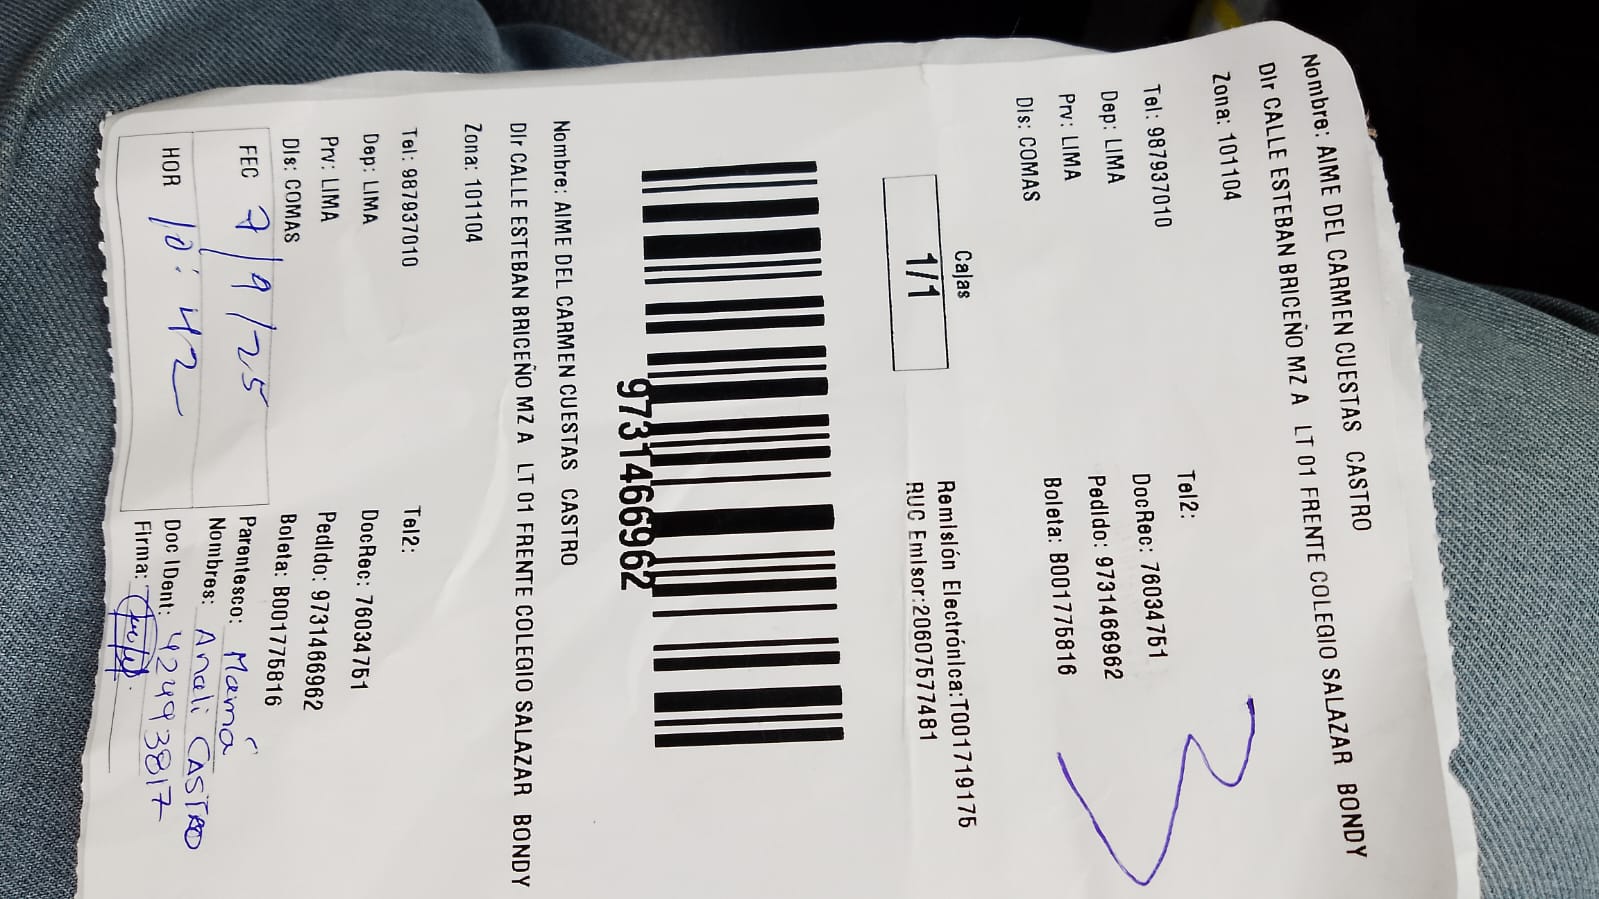 Nombre: AIME DEL CARMEN CUESTAS CASTRO
Dir CALLE ESTEBAN BRICEÑO MZ A LT 01 FRENTE COLEGIO SALAZAR BONDY
Zona: 101104
Tel: 987937010 Tel2:
Dep: LIMA DocRec: 76034751
Prv: LIMA Pedido: 9731466962
Dis: COMAS Boleta: B001775816
Cajas Remisión Electrónica:T001719175
1/1 RUC Emisor:20607577481
9731466962
Nombre: AIME DEL CARMEN CUESTAS CASTRO
Dir CALLE ESTEBAN BRICEÑO MZ A LT 01 FRENTE COLEGIO SALAZAR BONDY
Zona: 101104
Tel: 987937010 Tel2:
Dep: LIMA DocRec: 76034751
Prv: LIMA Pedido: 9731466962
Dis: COMAS Boleta: B001775816
FEC 7/9/25 Parentesco: Mamá
Nombres: Anali CASTRO
HOR 10:42 Doc IDent: 42493817
Firma: